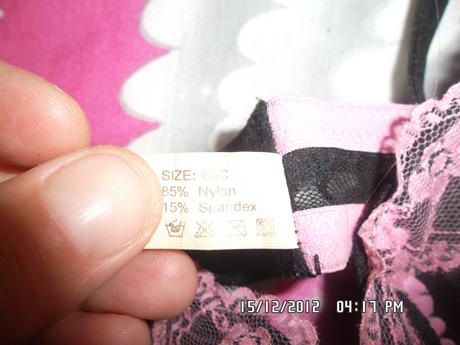 SIZE: 85C
85% Nylon
15% Spandex
15/12/2012 04:17 PM